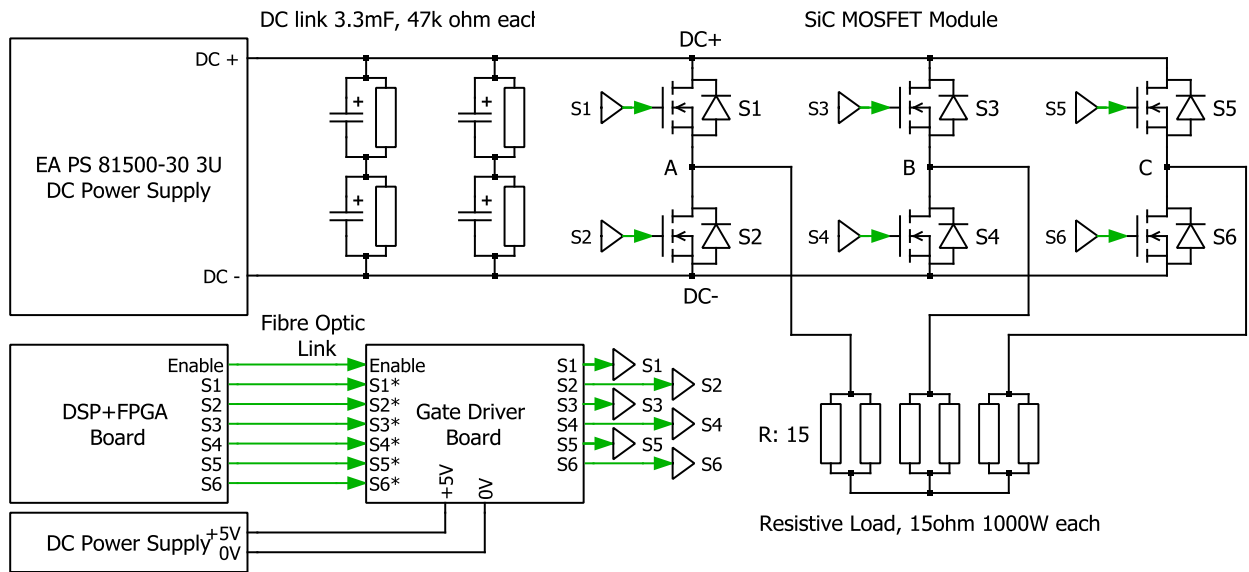 DC link 3.3mF, 47k ohm each
SiC MOSFET Module
DC +
DC+
S1
S1
S3
S3
S5
S5
EA PS 81500-30 3U
DC Power Supply
A
B
C
S2
S2
S4
S4
S6
S6
DC -
DC-
Fibre Optic
Link
Enable
S1
S2
S3
S4
S5
S6
DSP+FPGA
Board
Enable
S1*
S2*
S3*
S4*
S5*
S6*
Gate Driver
Board
+5V
0V
S1
S2
S3
S4
S5
S6
S1
S2
S3
S4
S5
S6
R: 15
Resistive Load, 15ohm 1000W each
DC Power Supply
+5V
0V